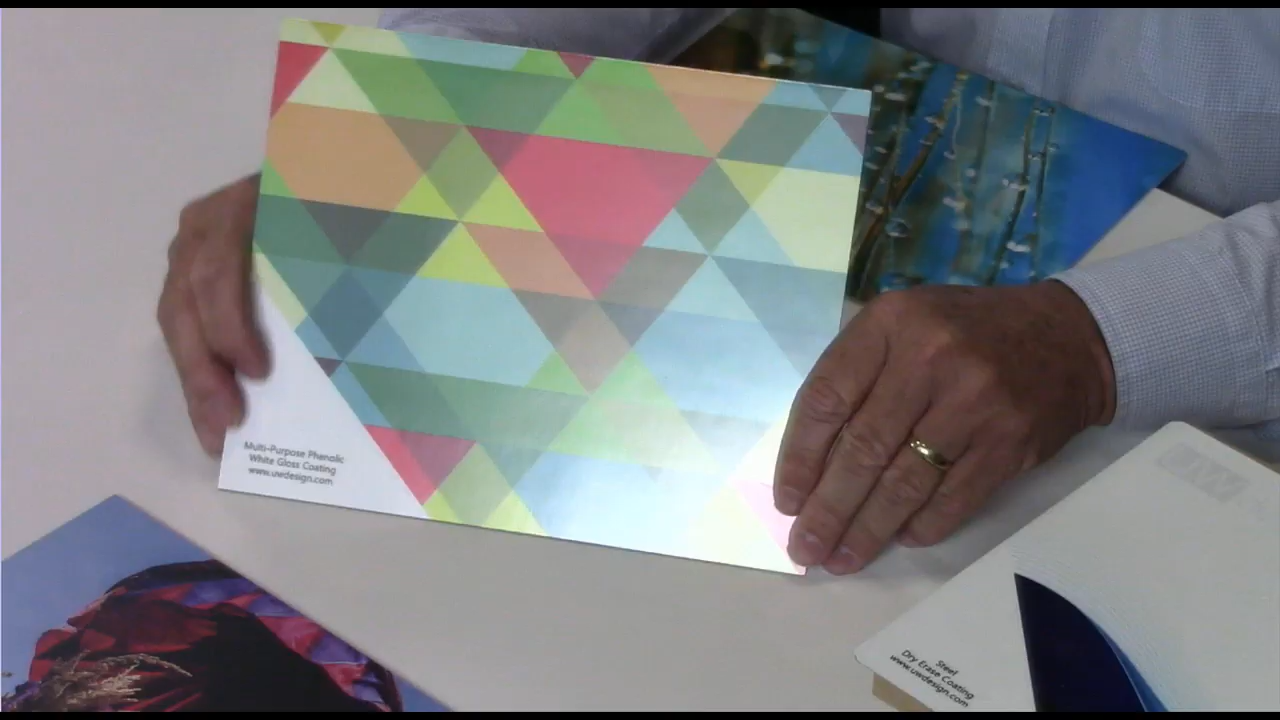 Multi-Purpose Phenolic
White Gloss Coating
www.uwdesign.com
Steel
Dry Erase Coating
www.uwdesign.com